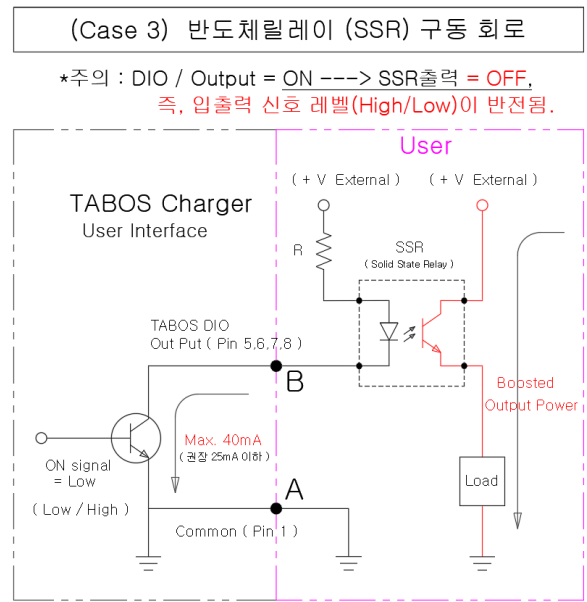 (Case 3) 반도체릴레이 (SSR) 구동 회로
*주의 : DIO / Output = ON ---> SSR출력 = OFF,
즉, 입출력 신호 레벨(High/Low)이 반전됨.
User
( + V External )
( + V External )
TABOS Charger
User Interface
R
SSR
( Solid State Relay )
TABOS DIO
Out Put ( Pin 5,6,7,8 )
B
Boosted
Output Power
Max. 40mA
( 권장 25mA 이하 )
ON signal
= Low
( Low / High )
A
Load
Common ( Pin 1 )